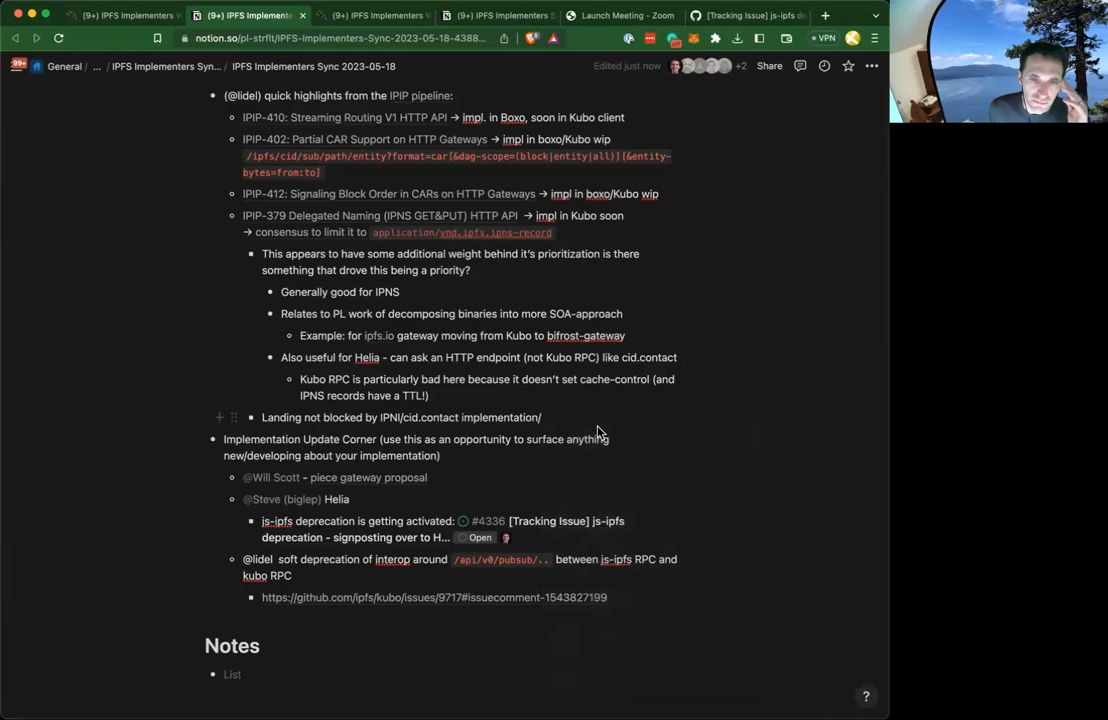 (9+) IPFS Implementers
(9+) IPFS Implement
(9+) IPFS Implementers
IPFS Implementers S
Launch Meeting - Zoom
[Tracking Issue] js-ipfs de
notion.so/pl-strflt/IPFS-Implementers-Sync-2023-05-18-4388...
VPN
99+
General / ... / IPFS Implementers Syn... / IPFS Implementers Sync 2023-05-18
Edited just now
+2
Share
(@lidel) quick highlights from the IPIP pipeline:
IPIP-410: Streaming Routing V1 HTTP API → impl. in Boxo, soon in Kubo client
IPIP-402: Partial CAR Support on HTTP Gateways → impl in boxo/Kubo wip
/ipfs/cid/sub/path/entity?format=car[&dag-scope=(block|entity|all)][&entity-
bytes=from:to]
IPIP-412: Signaling Block Order in CARs on HTTP Gateways → impl in boxo/Kubo wip
IPIP-379 Delegated Naming (IPNS GET&PUT) HTTP API → impl in Kubo soon
→ consensus to limit it to application/vnd.ipfs.ipns-record
This appears to have some additional weight behind it's prioritization is there
something that drove this being a priority?
Generally good for IPNS
Relates to PL work of decomposing binaries into more SOA-approach
Example: for ipfs.io gateway moving from Kubo to bifrost-gateway
Also useful for Helia - can ask an HTTP endpoint (not Kubo RPC) like cid.contact
Kubo RPC is particularly bad here because it doesn't set cache-control (and
IPNS records have a TTL!)
Landing not blocked by IPNI/cid.contact implementation/
Implementation Update Corner (use this as an opportunity to surface anything
new/developing about your implementation)
@Will Scott - piece gateway proposal
@Steve (biglep) Helia
js-ipfs deprecation is getting activated: #4336 [Tracking Issue] js-ipfs
deprecation - signposting over to H... Open
@lidel soft deprecation of interop around /api/v0/pubsub/.. between js-ipfs RPC and
kubo RPC
https://github.com/ipfs/kubo/issues/9717#issuecomment-1543827199
Notes
List
?